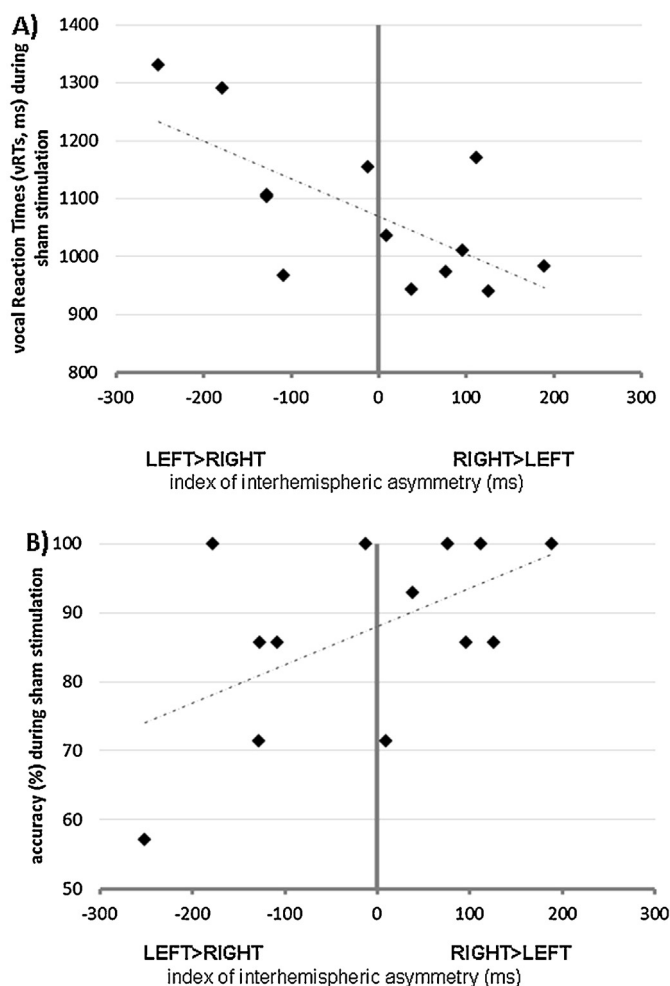 A)
vocal Reaction Times (vRTs, ms) during
sham stimulation
1400
1300
1200
1100
1000
900
800
-300 -200 -100 0 100 200 300
LEFT>RIGHT RIGHT>LEFT
index of interhemispheric asymmetry (ms)
B)
accuracy (%) during sham stimulation
100
90
80
70
60
50
-300 -200 -100 0 100 200 300
LEFT>RIGHT RIGHT>LEFT
index of interhemispheric asymmetry (ms)